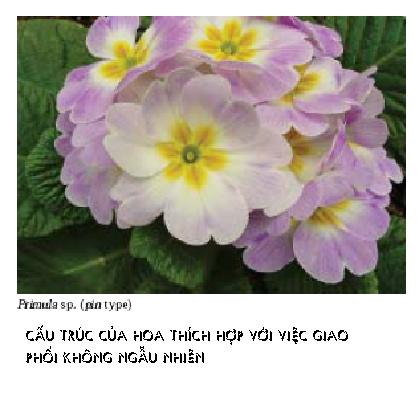 Primula sp. (pin type)
CẤU TRÚC CỦA HOA THÍCH HỢP VỚI VIỆC GIAO
PHỐI KHÔNG NGẪU NHIÊN